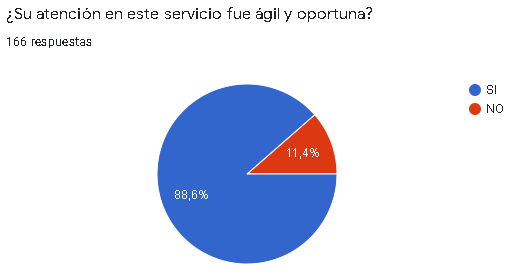 ¿Su atención en este servicio fue ágil y oportuna?
166 respuestas
SI
NO
11,4%
88,6%